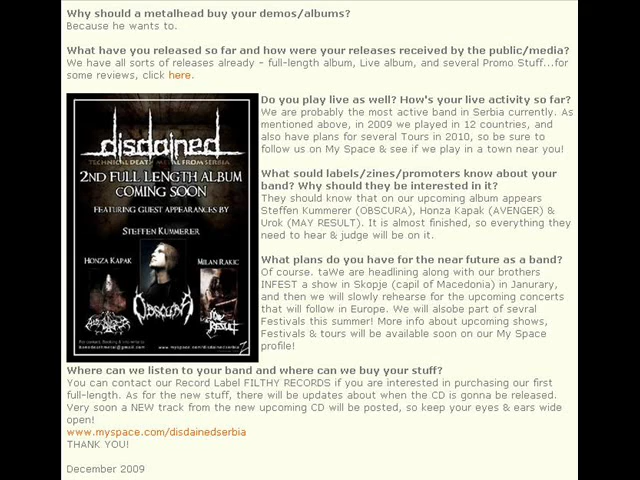 Why should a metalhead buy your demos/albums?
Because he wants to.
What have you released so far and how were your releases received by the public/media?
We have all sorts of releases already - full-length album, Live album, and several Promo Stuff...for
some reviews, click here.
disdained
TECHNICAL DEATH METAL FROM SERBIA
2ND FULL LENGTH ALBUM
COMING SOON
FEATURING GUEST APPEARANCES BY
STEFFEN KUMMERER
HONZA KAPAK
MILAN RAKIC
OBSCURA
MAY RESULT
www.myspace.com/disdainedserbia
Do you play live as well? How's your live activity so far?
We are probably the most active band in Serbia currently. As
mentioned above, in 2009 we played in 12 countries, and
also have plans for several Tours in 2010, so be sure to
follow us on My Space & see if we play in a town near you!
What sould labels/zines/promoters know about your
band? Why should they be interested in it?
They should know that on our upcoming album appears
Steffen Kummerer (OBSCURA), Honza Kapak (AVENGER) &
Urok (MAY RESULT). It is almost finished, so everything they
need to hear & judge will be on it.
What plans do you have for the near future as a band?
Of course. taWe are headlining along with our brothers
INFEST a show in Skopje (capil of Macedonia) in Janurary,
and then we will slowly rehearse for the upcoming concerts
that will follow in Europe. We will alsobe part of sevral
Festivals this summer! More info about upcoming shows,
Festivals & tours will be available soon on our My Space
profile!
Where can we listen to your band and where can we buy your stuff?
You can contact our Record Label FILTHY RECORDS if you are interested in purchasing our first
full-length. As for the new stuff, there will be updates about when the CD is gonna be released.
Very soon a NEW track from the new upcoming CD will be posted, so keep your eyes & ears wide
open!
www.myspace.com/disdainedserbia
THANK YOU!
December 2009